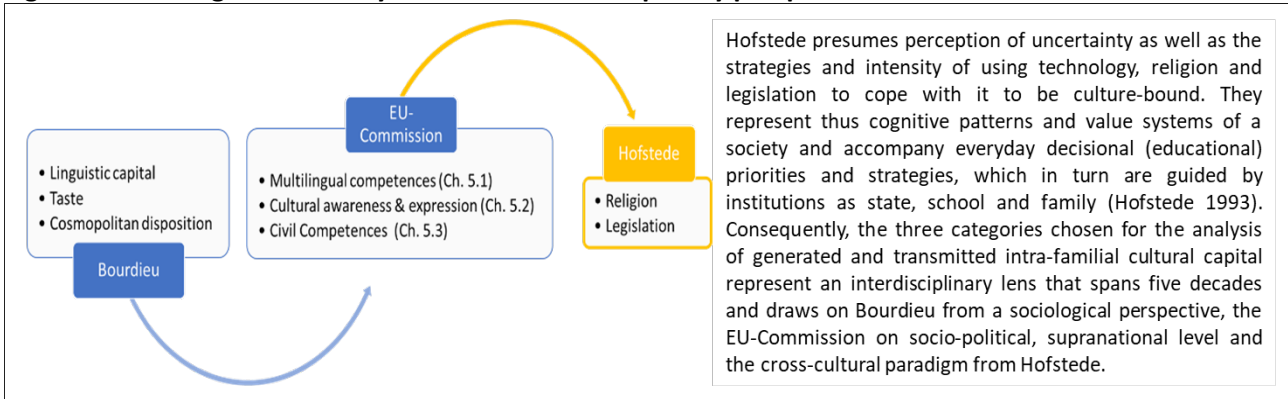 EU-
Commission
Hofstede
• Linguistic capital
• Taste
• Cosmopolitan disposition
Bourdieu
• Multilingual competences (Ch. 5.1)
• Cultural awareness & expression (Ch. 5.2)
• Civil Competences (Ch. 5.3)
• Religion
• Legislation
Hofstede presumes perception of uncertainty as well as the
strategies and intensity of using technology, religion and
legislation to cope with it to be culture-bound. They
represent thus cognitive patterns and value systems of a
society and accompany everyday decisional (educational)
priorities and strategies, which in turn are guided by
institutions as state, school and family (Hofstede 1993).
Consequently, the three categories chosen for the analysis
of generated and transmitted intra-familial cultural capital
represent an interdisciplinary lens that spans five decades
and draws on Bourdieu from a sociological perspective, the
EU-Commission on socio-political, supranational level and
the cross-cultural paradigm from Hofstede.